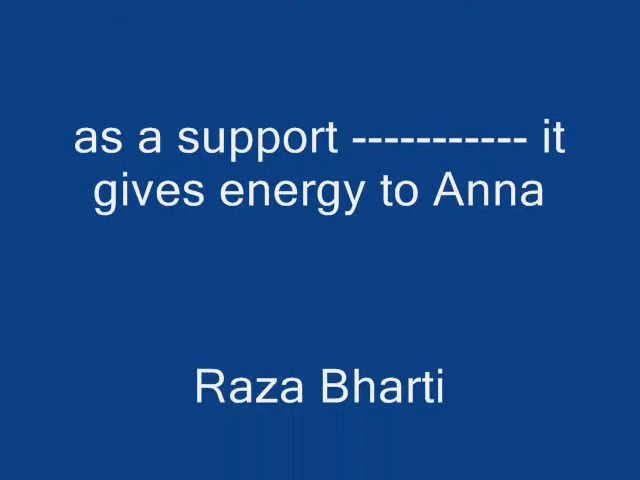 as a support ----------- it
gives energy to Anna
Raza Bharti